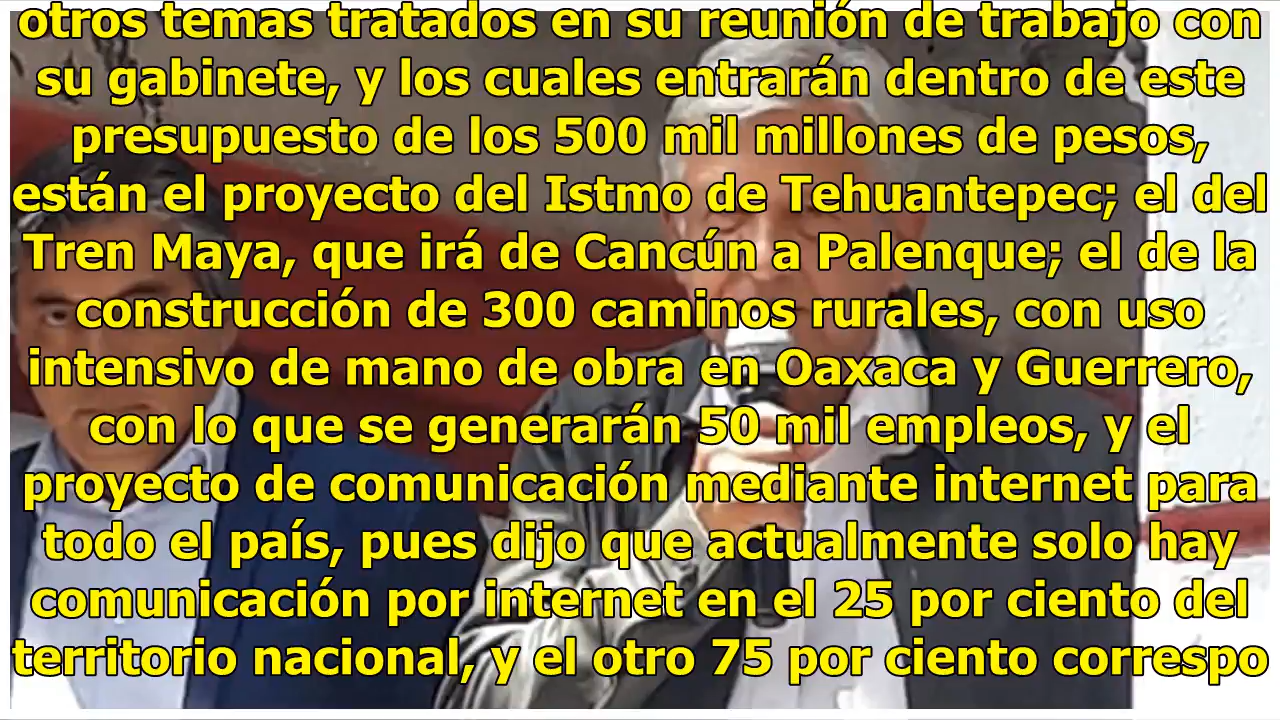 otros temas tratados en su reunión de trabajo con
su gabinete, y los cuales entrarán dentro de este
presupuesto de los 500 mil millones de pesos,
están el proyecto del Istmo de Tehuantepec; el del
Tren Maya, que irá de Cancún a Palenque; el de la
construcción de 300 caminos rurales, con uso
intensivo de mano de obra en Oaxaca y Guerrero,
con lo que se generarán 50 mil empleos, y el
proyecto de comunicación mediante internet para
todo el país, pues dijo que actualmente solo hay
comunicación por internet en el 25 por ciento del
territorio nacional, y el otro 75 por ciento correspo